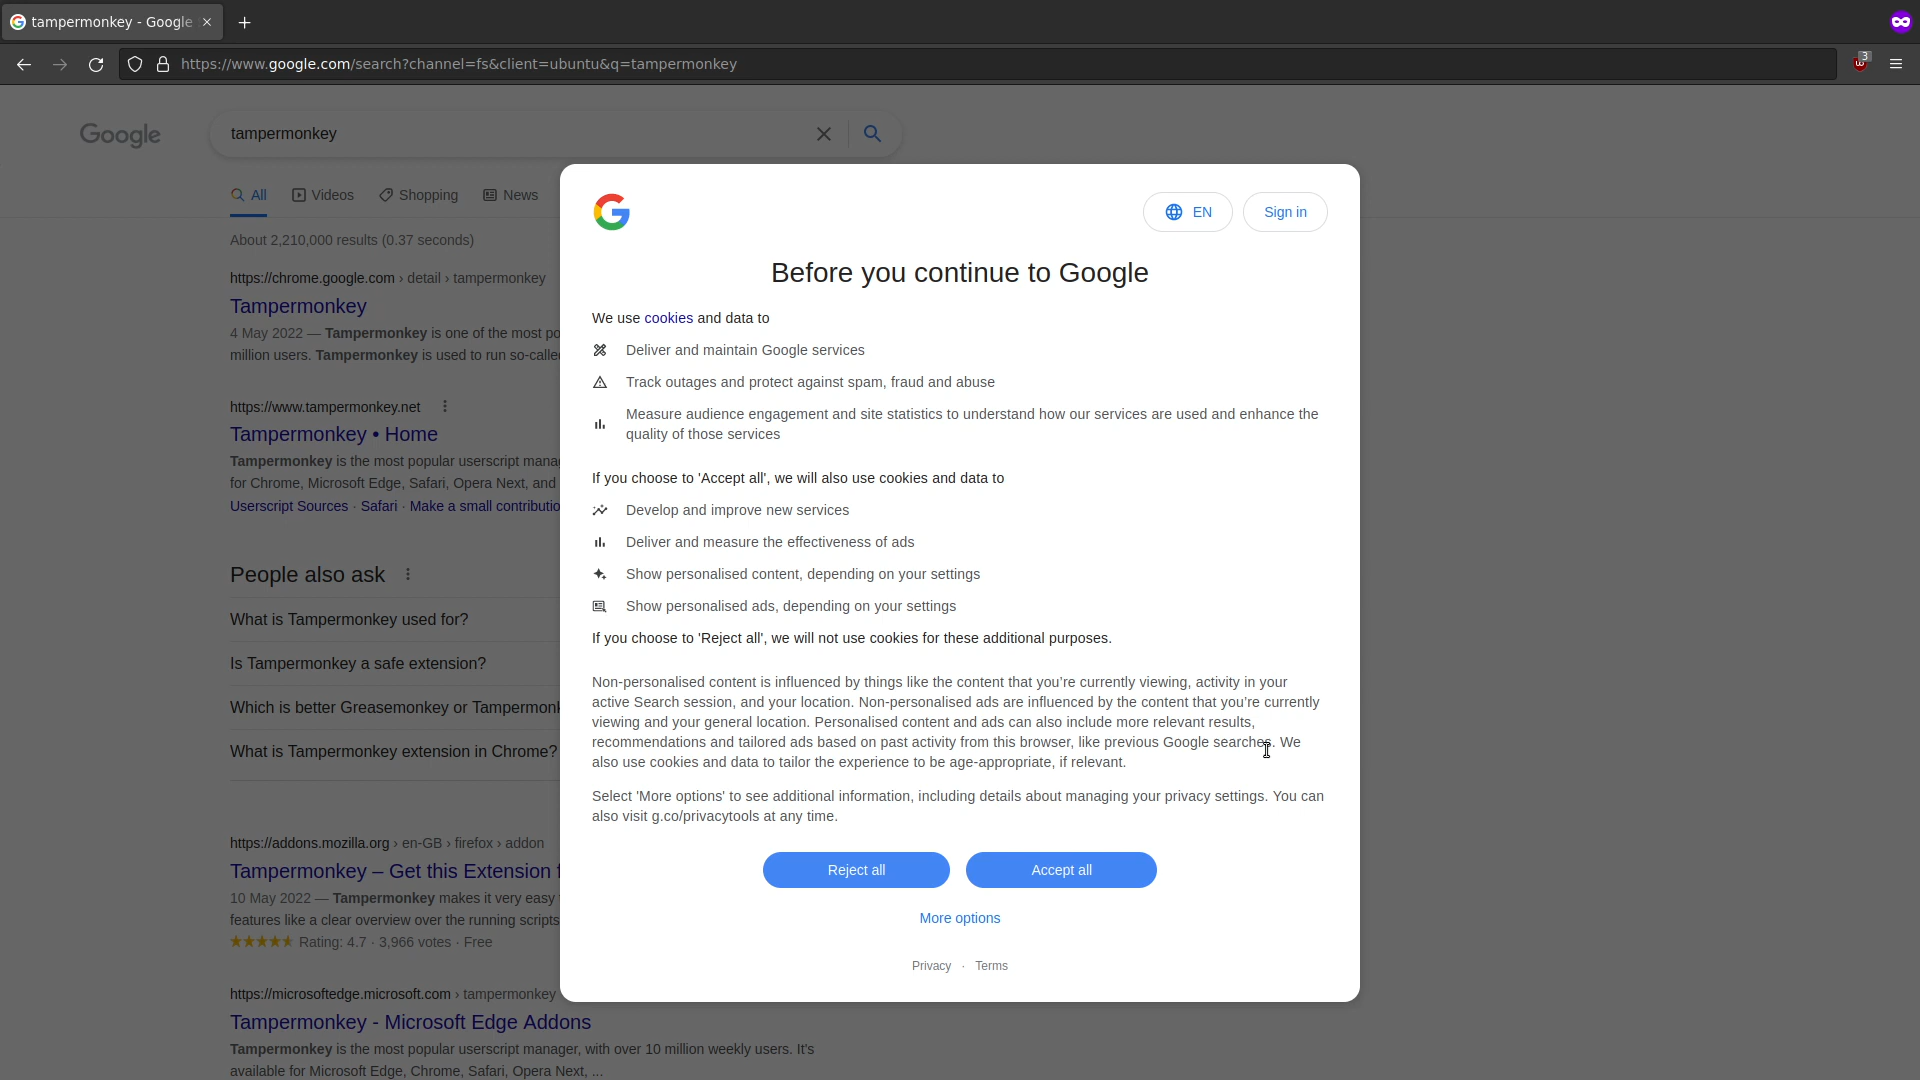 tampermonkey - Google
https://www.google.com/search?channel=fs&client=ubuntu&q=tampermonkey
3
Google
tampermonkey
All
Videos
Shopping
News
About 2,210,000 results (0.37 seconds)
https://chrome.google.com › detail › tampermonkey
Tampermonkey
4 May 2022 — Tampermonkey is one of the most po
million users. Tampermonkey is used to run so-calle
https://www.tampermonkey.net
Tampermonkey • Home
Tampermonkey is the most popular userscript mana
for Chrome, Microsoft Edge, Safari, Opera Next, and
Userscript Sources · Safari · Make a small contributio
People also ask
What is Tampermonkey used for?
Is Tampermonkey a safe extension?
Which is better Greasemonkey or Tampermonk
What is Tampermonkey extension in Chrome?
https://addons.mozilla.org › en-GB › firefox › addon
Tampermonkey – Get this Extension f
10 May 2022 — Tampermonkey makes it very easy
features like a clear overview over the running scripts
Rating: 4.7 · 3,966 votes · Free
https://microsoftedge.microsoft.com › tampermonkey
Tampermonkey - Microsoft Edge Addons
Tampermonkey is the most popular userscript manager, with over 10 million weekly users. It's
available for Microsoft Edge, Chrome, Safari, Opera Next, ...
EN
Sign in
Before you continue to Google
We use cookies and data to
Deliver and maintain Google services
Track outages and protect against spam, fraud and abuse
Measure audience engagement and site statistics to understand how our services are used and enhance the
quality of those services
If you choose to 'Accept all', we will also use cookies and data to
Develop and improve new services
Deliver and measure the effectiveness of ads
Show personalised content, depending on your settings
Show personalised ads, depending on your settings
If you choose to 'Reject all', we will not use cookies for these additional purposes.
Non-personalised content is influenced by things like the content that you’re currently viewing, activity in your
active Search session, and your location. Non-personalised ads are influenced by the content that you’re currently
viewing and your general location. Personalised content and ads can also include more relevant results,
recommendations and tailored ads based on past activity from this browser, like previous Google searches. We
also use cookies and data to tailor the experience to be age-appropriate, if relevant.
Select 'More options' to see additional information, including details about managing your privacy settings. You can
also visit g.co/privacytools at any time.
Reject all
Accept all
More options
Privacy · Terms